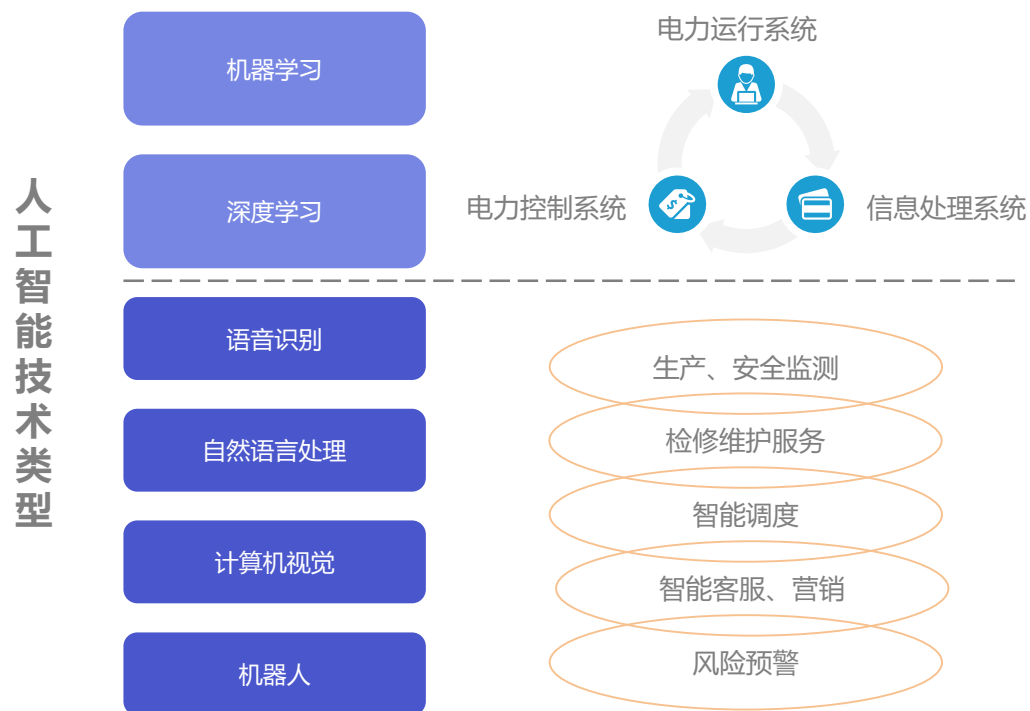 人工智能技术类型
机器学习
深度学习
语音识别
自然语言处理
计算机视觉
机器人
电力运行系统
电力控制系统
信息处理系统
生产、安全监测
检修维护服务
智能调度
智能客服、营销
风险预警